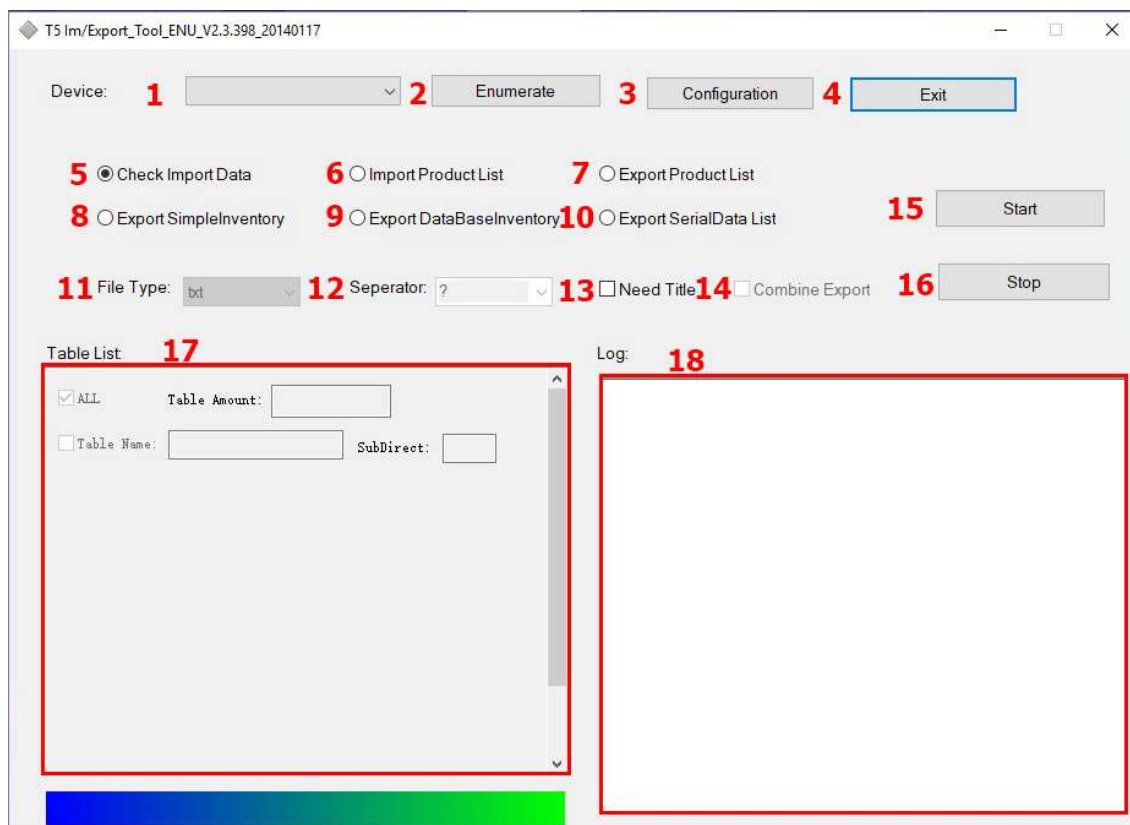 T5 Im/Export_Tool_ENU_V2.3.398_20140117
Device: 1 2 Enumerate 3 Configuration 4 Exit
5 Check Import Data 6 Import Product List 7 Export Product List
8 Export SimpleInventory 9 Export DataBaseInventory 10 Export SerialData List 15 Start
11 File Type: txt 12 Seperator: ? 13 Need Title 14 Combine Export 16 Stop
Table List 17 Log: 18
ALL Table Amount:
Table Name: SubDirect: